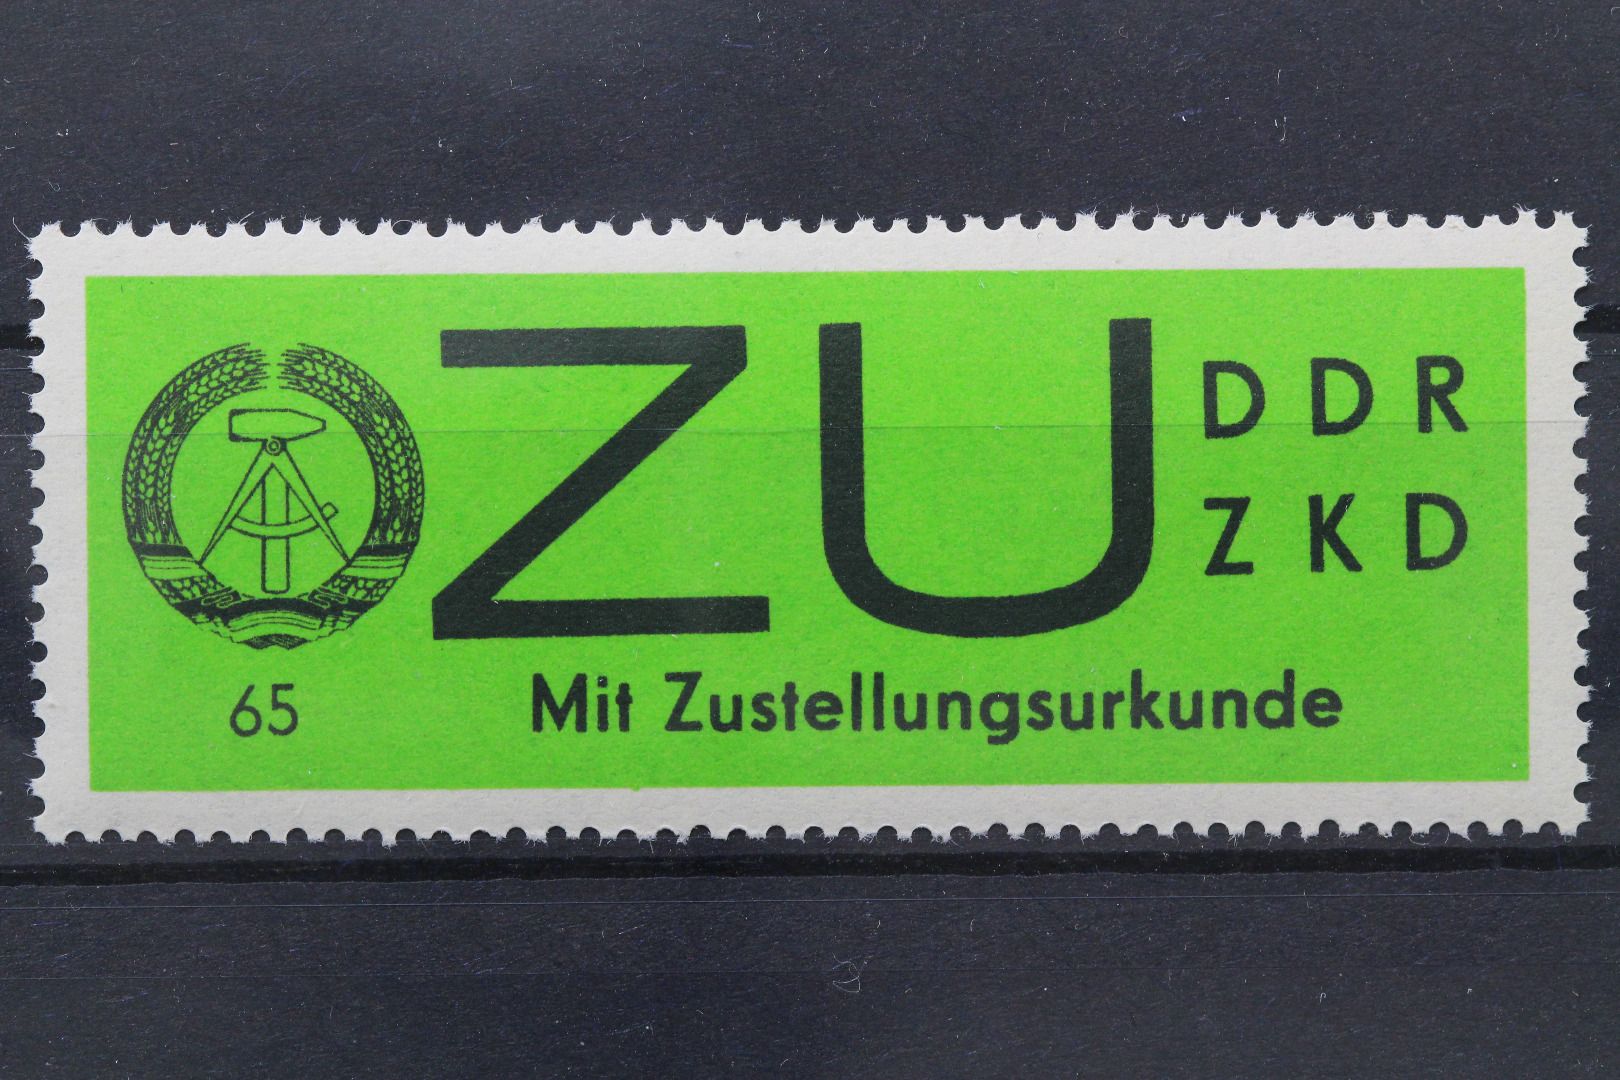 ZU
DDR
ZKD
Mit Zustellungsurkunde
65